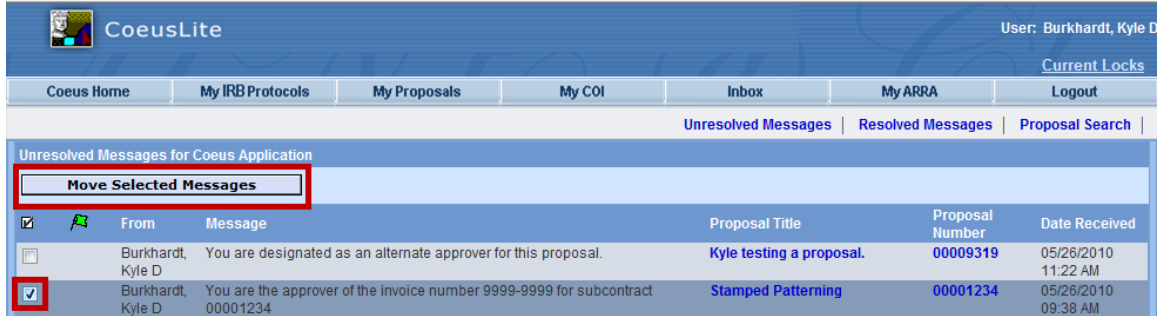 CoeusLite
User: Burkhardt, Kyle D
Current Locks
Coeus Home My IRB Protocols My Proposals My COI Inbox My ARRA Logout
Unresolved Messages | Resolved Messages | Proposal Search |
Unresolved Messages for Coeus Application
Move Selected Messages
From Message Proposal Title Proposal Number Date Received
Burkhardt, Kyle D You are designated as an alternate approver for this proposal. Kyle testing a proposal. 00009319 05/26/2010 11:22 AM
Burkhardt, Kyle D You are the approver of the invoice number 9999-9999 for subcontract 00001234 Stamped Patterning 00001234 05/26/2010 09:38 AM